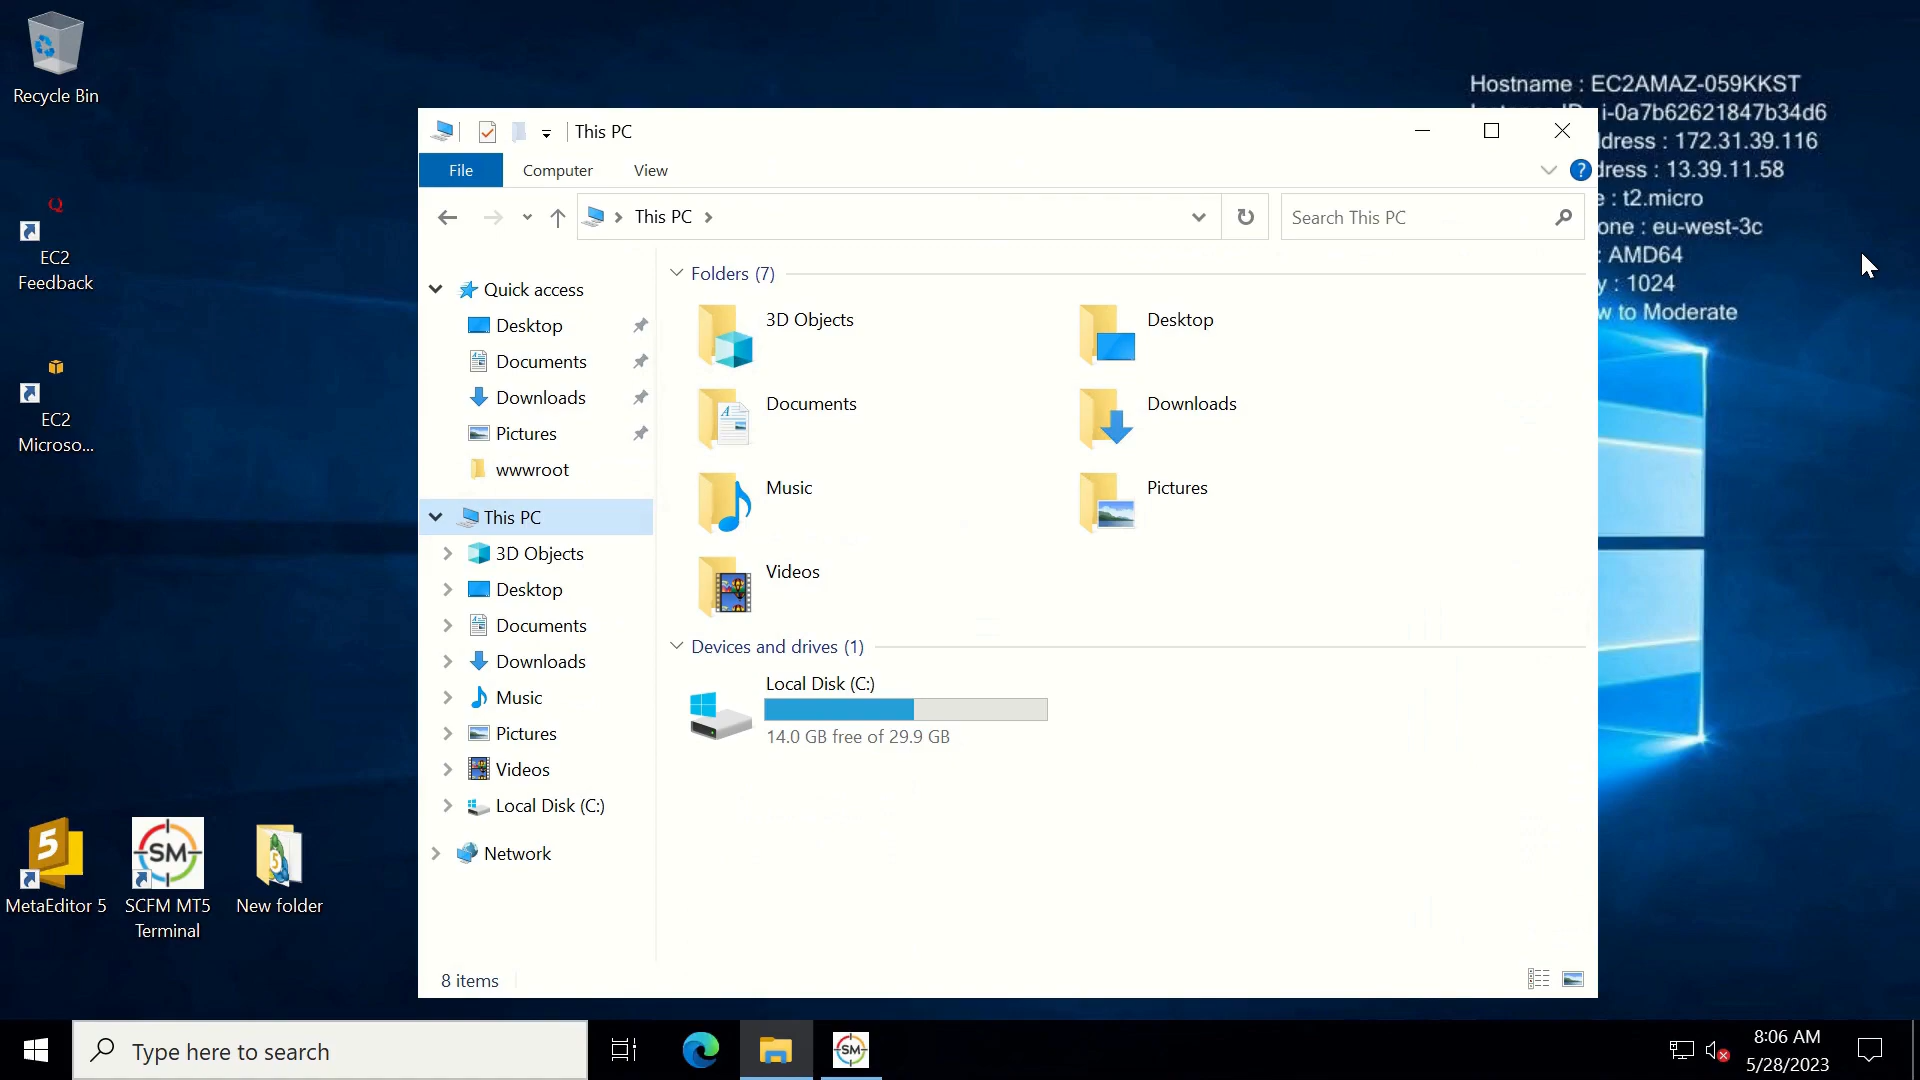 Recycle Bin
EC2
Feedback
EC2
Microso...
MetaEditor 5
SM
SCFM MT5
Terminal
New folder
Hostname : EC2AMAZ-059KKST
i-0a7b62621847b34d6
dress : 172.31.39.116
dress : 13.39.11.58
e : t2.micro
one : eu-west-3c
: AMD64
y : 1024
w to Moderate
This PC
File
Computer
View
?
This PC
Search This PC
Quick access
Desktop
Documents
Downloads
Pictures
wwwroot
This PC
3D Objects
Desktop
Documents
Downloads
Music
Pictures
Videos
Local Disk (C:)
Network
Folders (7)
3D Objects
Desktop
Documents
Downloads
Music
Pictures
Videos
Devices and drives (1)
Local Disk (C:)
14.0 GB free of 29.9 GB
8 items
Type here to search
SM
8:06 AM
5/28/2023